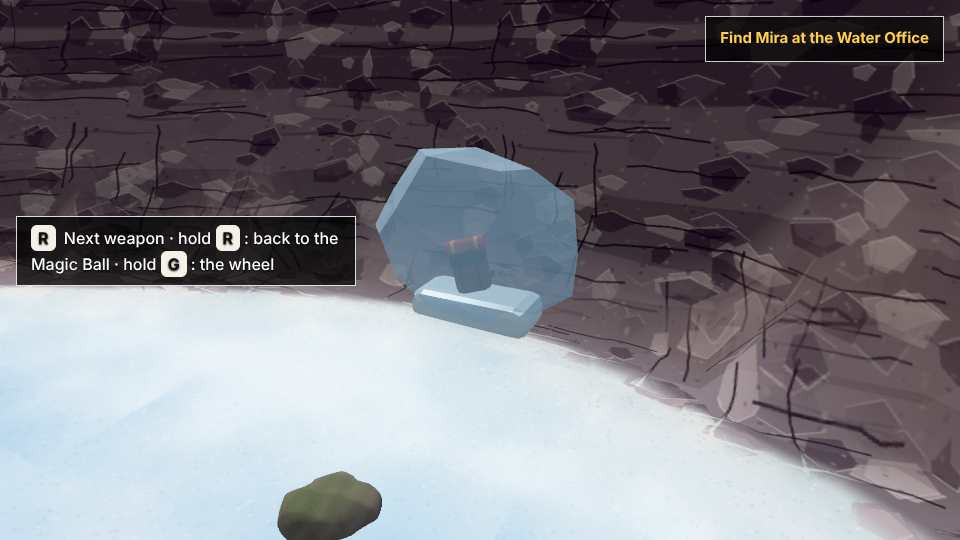 Find Mira at the Water Office
R Next weapon · hold R : back to the
Magic Ball · hold G : the wheel